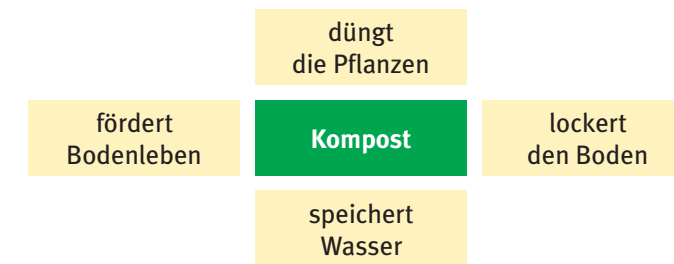 düngt
die Pflanzen
fördert
Bodenleben
Kompost
lockert
den Boden
speichert
Wasser